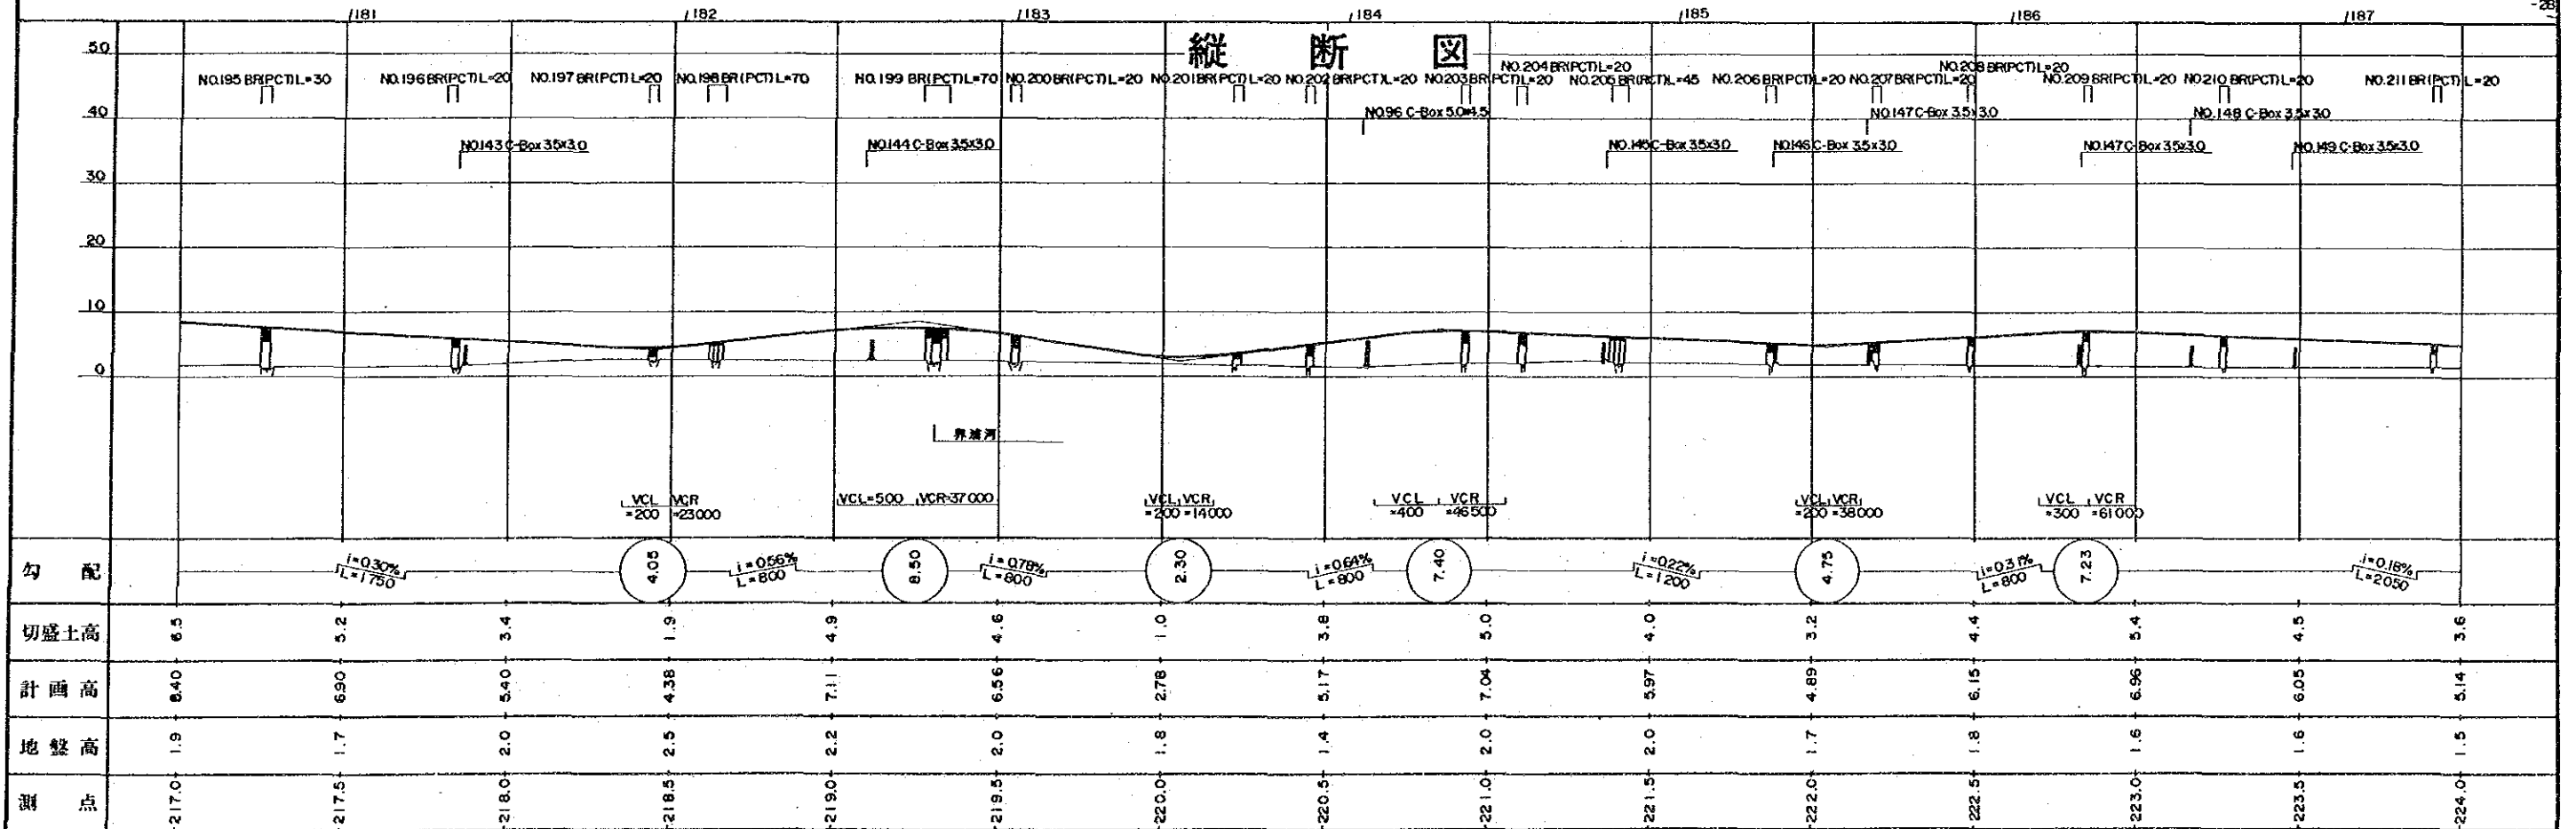 /181 /182 /183 /184 /185 /186 /187 -28
縦 断 図
50
NO.195 BR(PCT)L=30 NO.196 BR(PCT)L=20 NO.197 BR(PCT)L=20 NO.198 BR(PCT)L=70 NO.199 BR(PCT)L=70 NO.200 BR(PCT)L=20 NO.201 BR(PCT)L=20 NO.202 BR(PCT)L=20 NO.203 BR(PCT)L=20 NO.204 BR(PCT)L=20 NO.205 BR(PCT)L=45 NO.206 BR(PCT)L=20 NO.207 BR(PCT)L=20 NO.208 BR(PCT)L=20 NO.209 BR(PCT)L=20 NO.210 BR(PCT)L=20 NO.211 BR(PCT)L=20
40
NO.96 C-Box 5.0×4.5 NO.147 C-Box 3.5×3.0 NO.148 C-Box 3.5×3.0
NO.143 C-Box 3.5×3.0 NO.144 C-Box 3.5×3.0 NO.145 C-Box 3.5×3.0 NO.146 C-Box 3.5×3.0 NO.147 C-Box 3.5×3.0 NO.149 C-Box 3.5×3.0
30
20
10
0
VCL=200 VCR=23000 VCL=500 VCR=37000 VCL=200 VCR=14000 VCL=400 VCR=46500 VCL=200 VCR=38000 VCL=300 VCR=61000
勾 配 i=0.30% L=1750 4.05 i=0.56% L=800 8.50 i=0.78% L=800 2.30 i=0.64% L=800 7.40 i=0.22% L=1200 4.75 i=0.31% L=800 7.23 i=0.18% L=2050
切盛土高 6.5 5.2 3.4 1.9 4.9 4.6 1.0 3.8 5.0 4.0 3.2 4.4 5.4 4.5 3.6
計画高 8.40 6.90 5.40 4.38 7.11 6.56 2.78 5.17 7.04 5.97 4.89 6.15 6.96 6.05 5.14
地盤高 1.9 1.7 2.0 2.5 2.2 2.0 1.8 1.4 2.0 2.0 1.7 1.8 1.6 1.6 1.5
測 点 -217.0 -217.5 -218.0 -218.5 -219.0 -219.5 -220.0 -220.5 -221.0 -221.5 -222.0 -222.5 -223.0 -223.5 -224.0